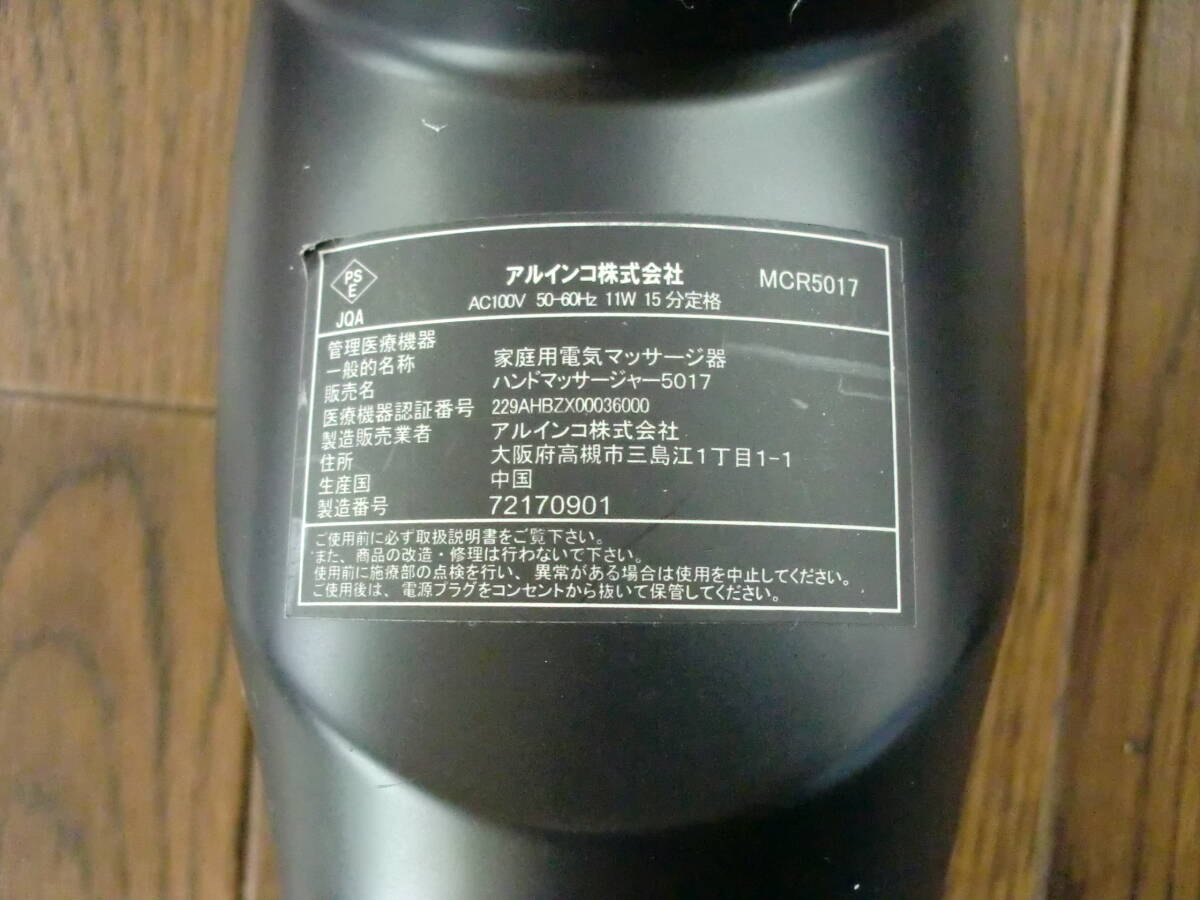 PS
E
JQA
アルインコ株式会社
MCR5017
AC100V 50-60Hz 11W 15分定格
管理医療機器
一般的名称 家庭用電気マッサージ器
販売名 ハンドマッサージャー5017
医療機器認証番号 229AHBZX00036000
製造販売業者 アルインコ株式会社
住所 大阪府高槻市三島江1丁目1-1
生産国 中国
製造番号 72170901
ご使用前に必ず取扱説明書をご覧下さい。
また、商品の改造・修理は行わないで下さい。
使用前に施療部の点検を行い、異常がある場合は使用を中止してください。
ご使用後は、電源プラグをコンセントから抜いて保管してください。